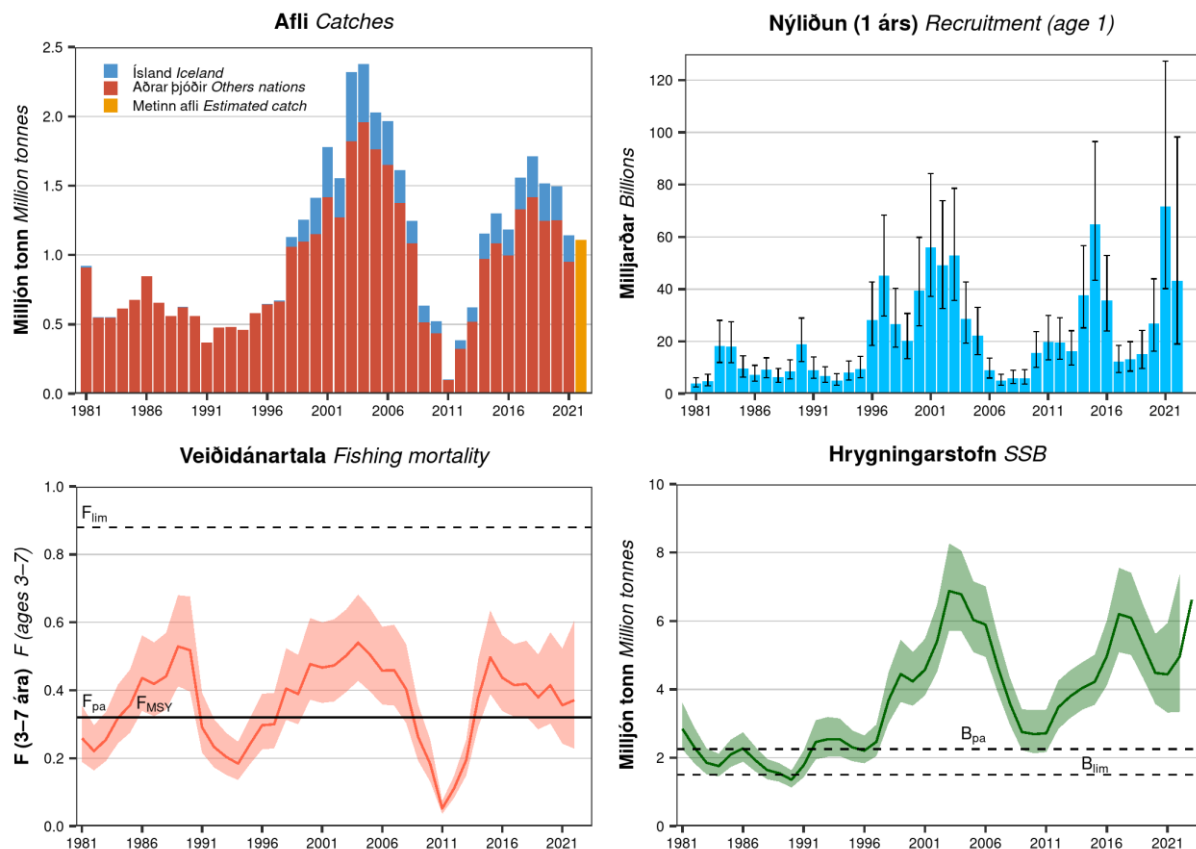 Afli Catches
Milljón tonn Million tonnes
2.5
2.0
1.5
1.0
0.5
0.0
Ísland Iceland
Aðrar þjóðir Others nations
Metinn afli Estimated catch
1981 1986 1991 1996 2001 2006 2011 2016 2021
Nýliðun (1 árs) Recruitment (age 1)
Milljarðar Billions
120
100
80
60
40
20
0
1981 1986 1991 1996 2001 2006 2011 2016 2021
Veiðidánartala Fishing mortality
F (3–7 ára) F (ages 3–7)
1.0
0.8
0.6
0.4
0.2
0.0
Flim
Fpa FMSY
1981 1986 1991 1996 2001 2006 2011 2016 2021
Hrygningarstofn SSB
Milljón tonn Million tonnes
10
8
6
4
2
0
Bpa
Blim
1981 1986 1991 1996 2001 2006 2011 2016 2021